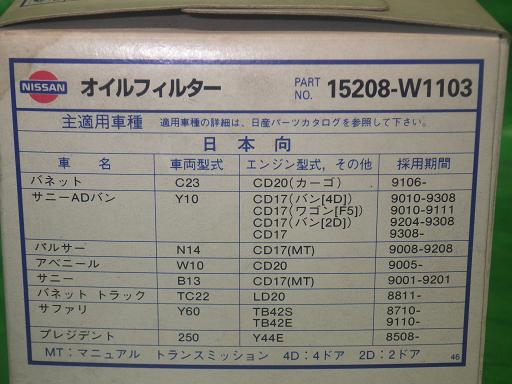 NISSAN オイルフィルター PART NO. 15208-W1103
主適用車種 適用車種の詳細は、日産パーツカタログを参照して下さい。
日本向
車名 車両型式 エンジン型式, その他 採用期間
バネット C23 CD20(カーゴ) 9106-
サニーADバン Y10 CD17(バン[4D]) 9010-9308
CD17(ワゴン[F5]) 9010-9111
CD17(バン[2D]) 9204-9308
CD17 9308-
パルサー N14 CD17(MT) 9008-9208
アベニール W10 CD20 9005-
サニー B13 CD17(MT) 9001-9201
バネット トラック TC22 LD20 8811-
サファリ Y60 TB42S 8710-
TB42E 9110-
プレジデント 250 Y44E 8508-
MT:マニュアル トランスミッション 4D:4ドア 2D:2ドア 46